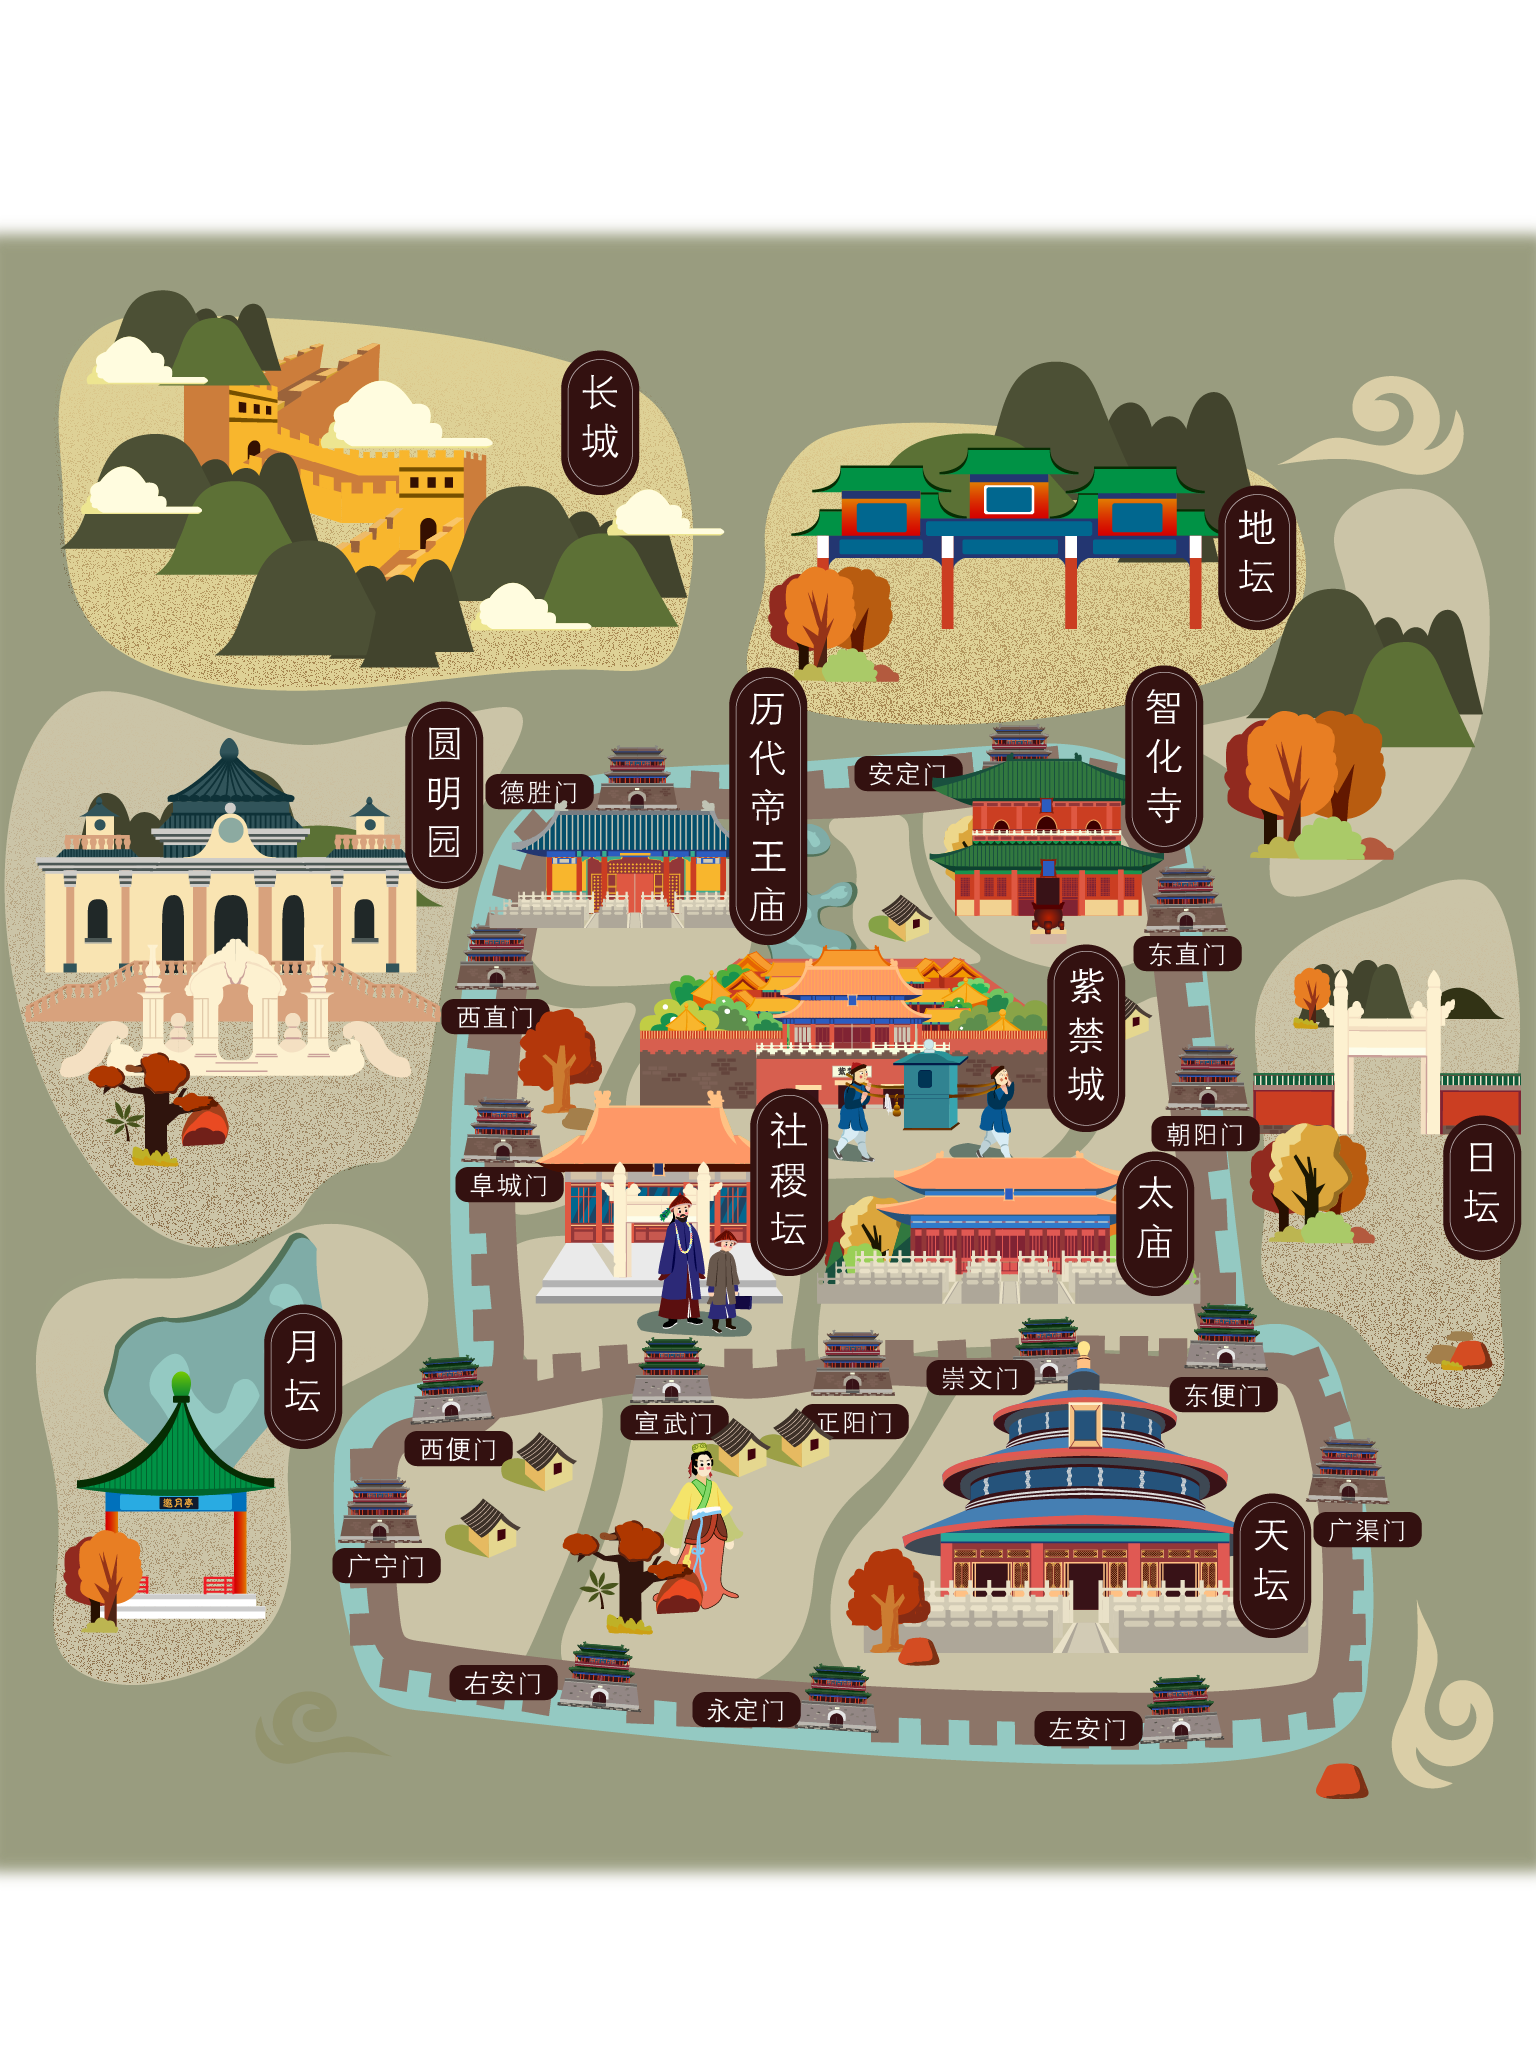 长城
地坛
历代帝王庙
智化寺
圆明园
德胜门
安定门
东直门
西直门
紫禁城
朝阳门
社稷坛
太庙
日坛
阜城门
月坛
崇文门
东便门
宣武门
正阳门
西便门
邀月亭
天坛
广渠门
广宁门
右安门
永定门
左安门